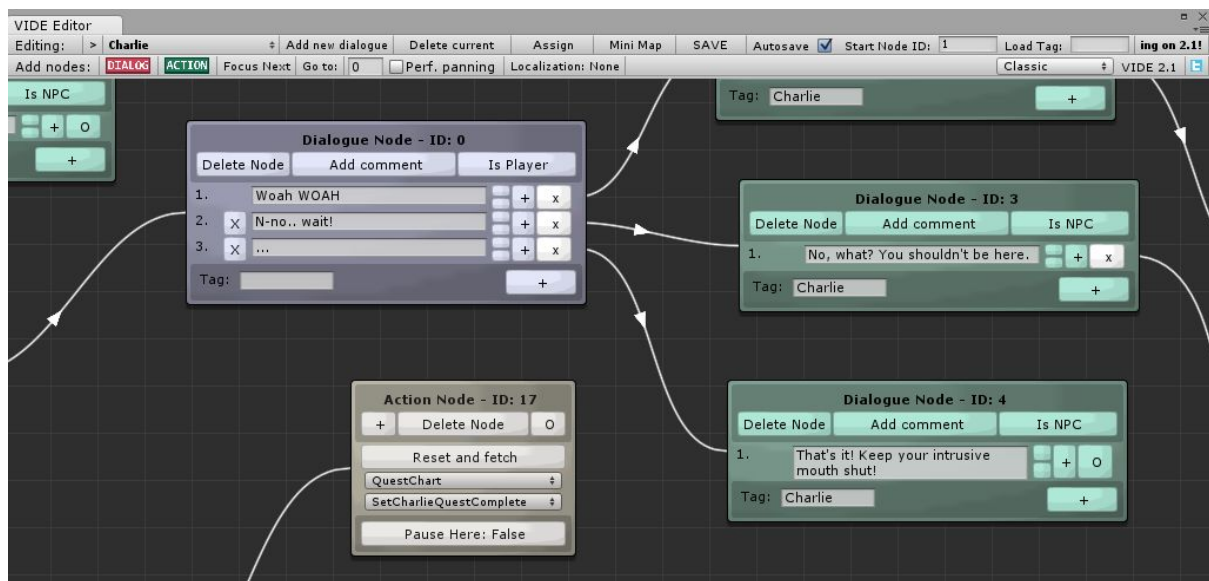 VIDE Editor
Editing: > Charlie Add new dialogue Delete current Assign Mini Map SAVE Autosave Start Node ID: 1 Load Tag: ing on 2.1!
Add nodes: DIALOG ACTION Focus Next Go to: 0 Perf. panning Localization: None Classic VIDE 2.1
Is NPC
+ O
+
Dialogue Node - ID: 0
Delete Node Add comment Is Player
1. Woah WOAH + x
2. X N-no.. wait! + x
3. X ... + x
Tag: +
Tag: Charlie +
Dialogue Node - ID: 3
Delete Node Add comment Is NPC
1. No, what? You shouldn't be here. + x
Tag: Charlie +
Action Node - ID: 17
+ Delete Node O
Reset and fetch
QuestChart
SetCharlieQuestComplete
Pause Here: False
Dialogue Node - ID: 4
Delete Node Add comment Is NPC
1. That's it! Keep your intrusive
mouth shut! + O
Tag: Charlie +